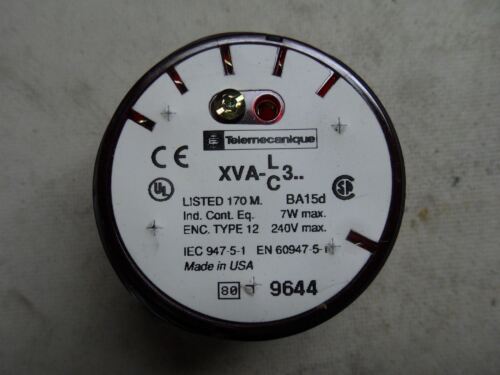 Telemecanique
CE
XVA-L/C3..
UL
LISTED 170 M. BA15d
Ind. Cont. Eq. 7W max.
ENC. TYPE 12 240V max.
IEC 947-5-1 EN 60947-5-1
Made in USA
80 9644